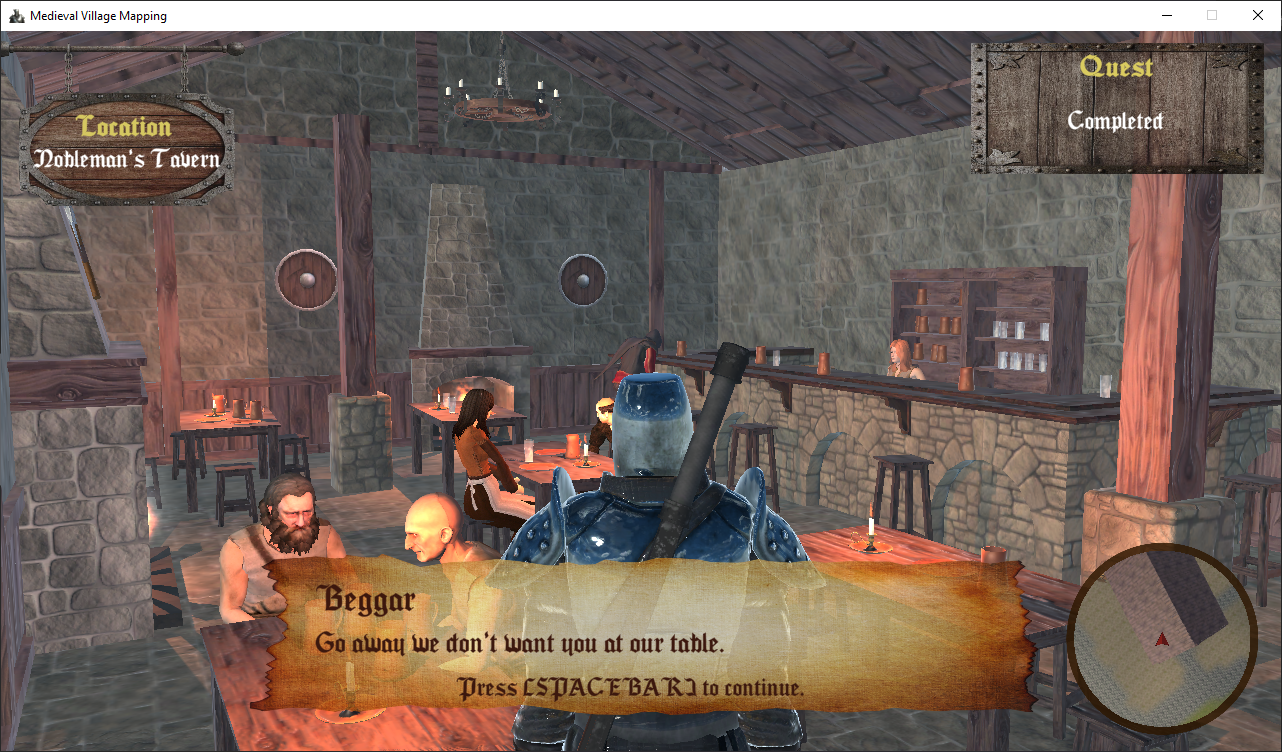 Medieval Village Mapping
Location
Nobleman's Tavern
Quest
Completed
Beggar
Go away we don't want you at our table.
Press [SPACEBAR] to continue.